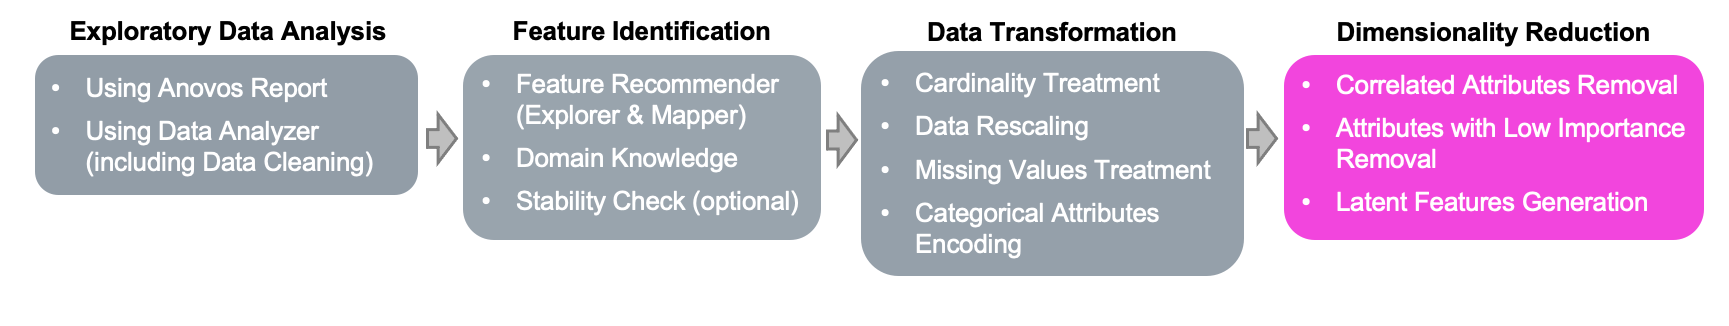 Exploratory Data Analysis
• Using Anovos Report
• Using Data Analyzer
(including Data Cleaning)
Feature Identification
• Feature Recommender
(Explorer & Mapper)
• Domain Knowledge
• Stability Check (optional)
Data Transformation
• Cardinality Treatment
• Data Rescaling
• Missing Values Treatment
• Categorical Attributes
Encoding
Dimensionality Reduction
• Correlated Attributes Removal
• Attributes with Low Importance
Removal
• Latent Features Generation